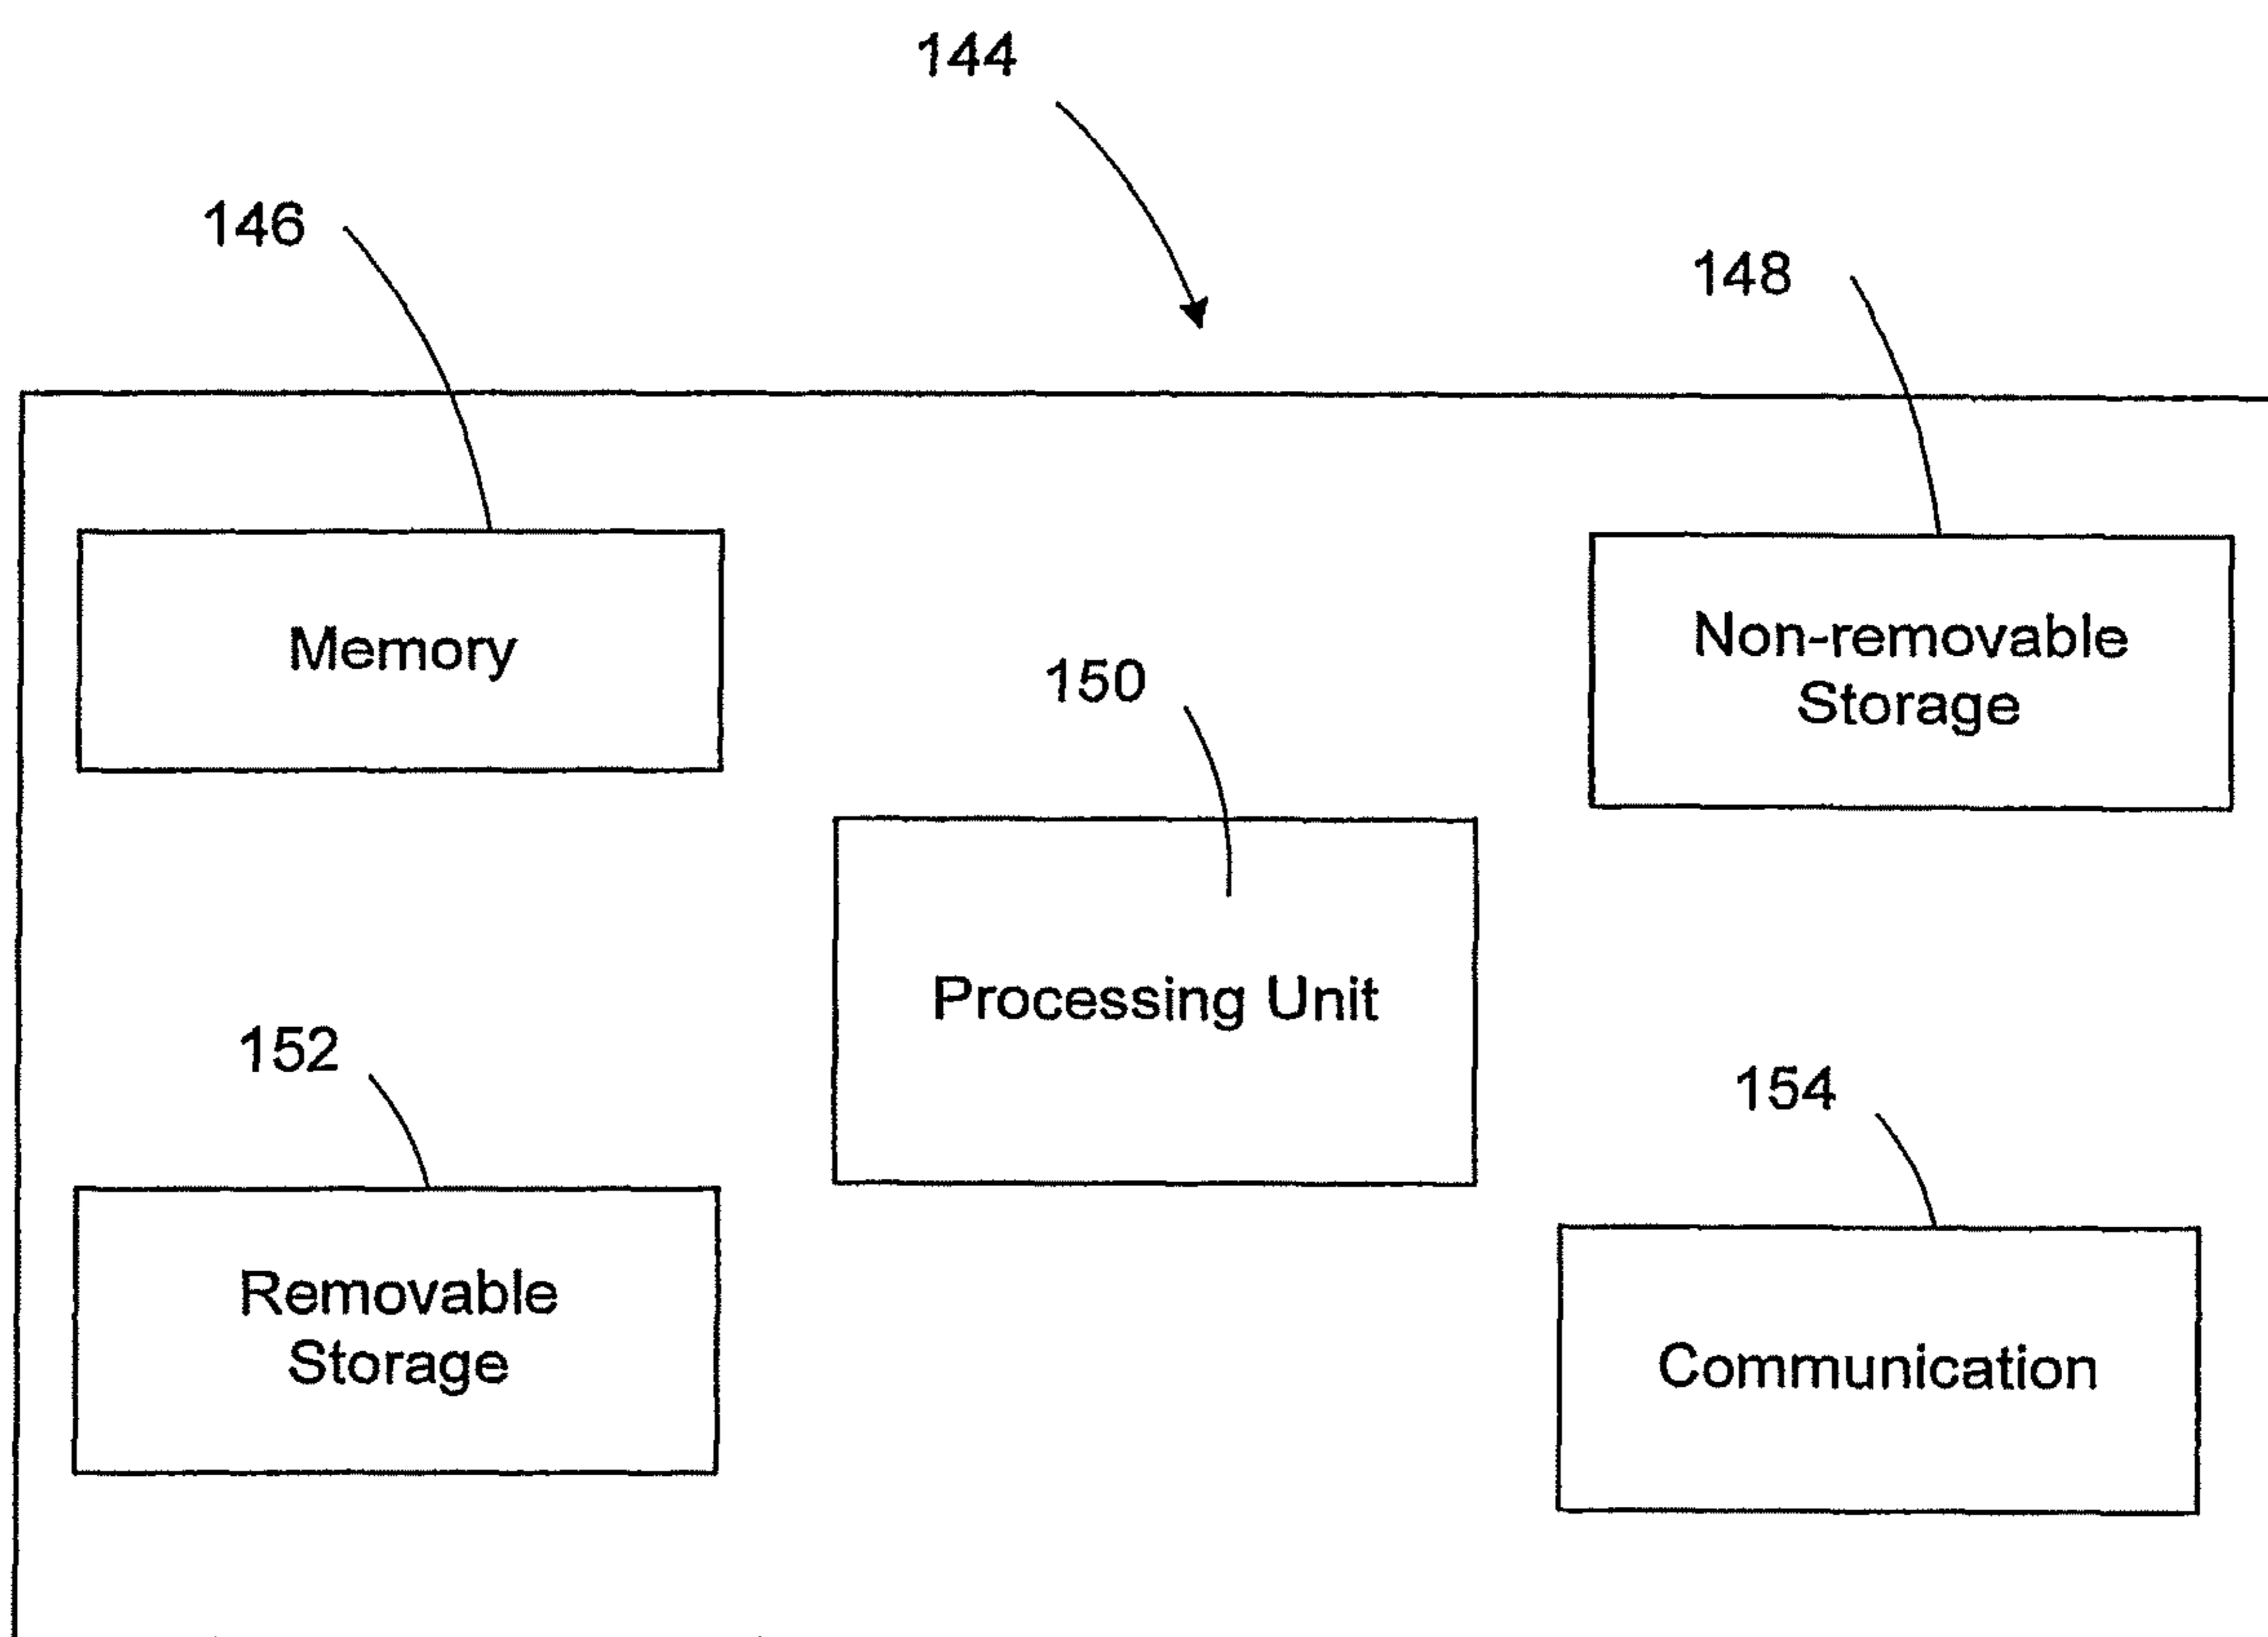 144
146
148
Memory
Non-removable
Storage
150
Processing Unit
152
154
Removable
Storage
Communication